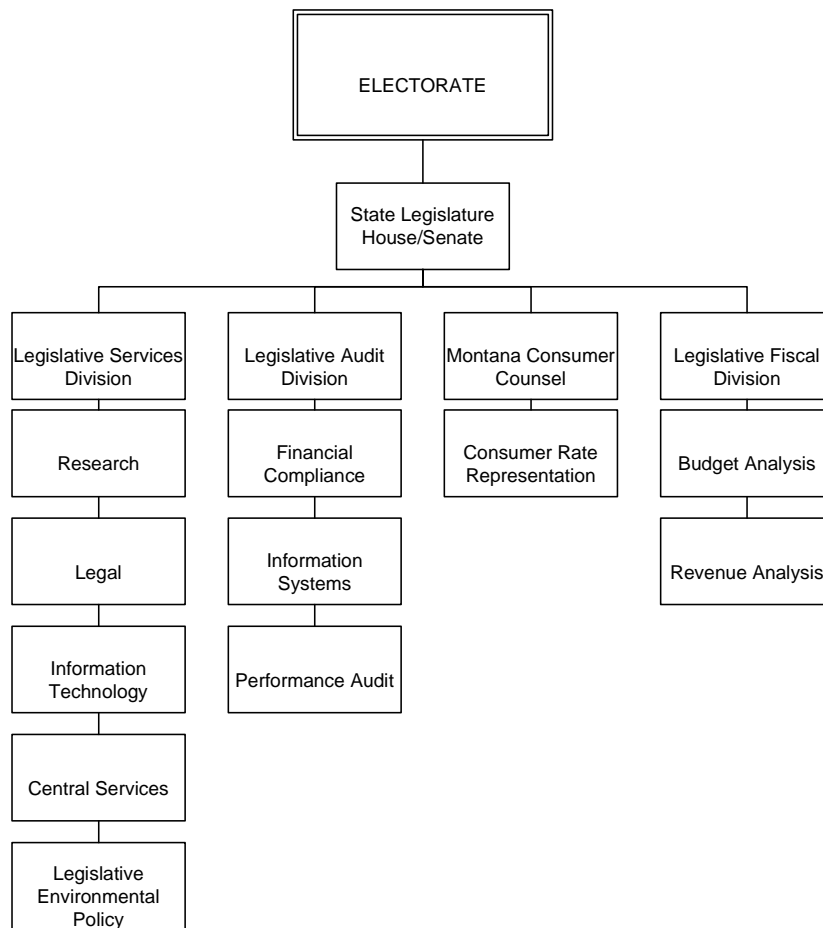 ELECTORATE
State Legislature
House/Senate
Legislative Services
Division
Legislative Audit
Division
Montana Consumer
Counsel
Legislative Fiscal
Division
Research
Financial
Compliance
Consumer Rate
Representation
Budget Analysis
Legal
Information
Systems
Revenue Analysis
Information
Technology
Performance Audit
Central Services
Legislative
Environmental
Policy